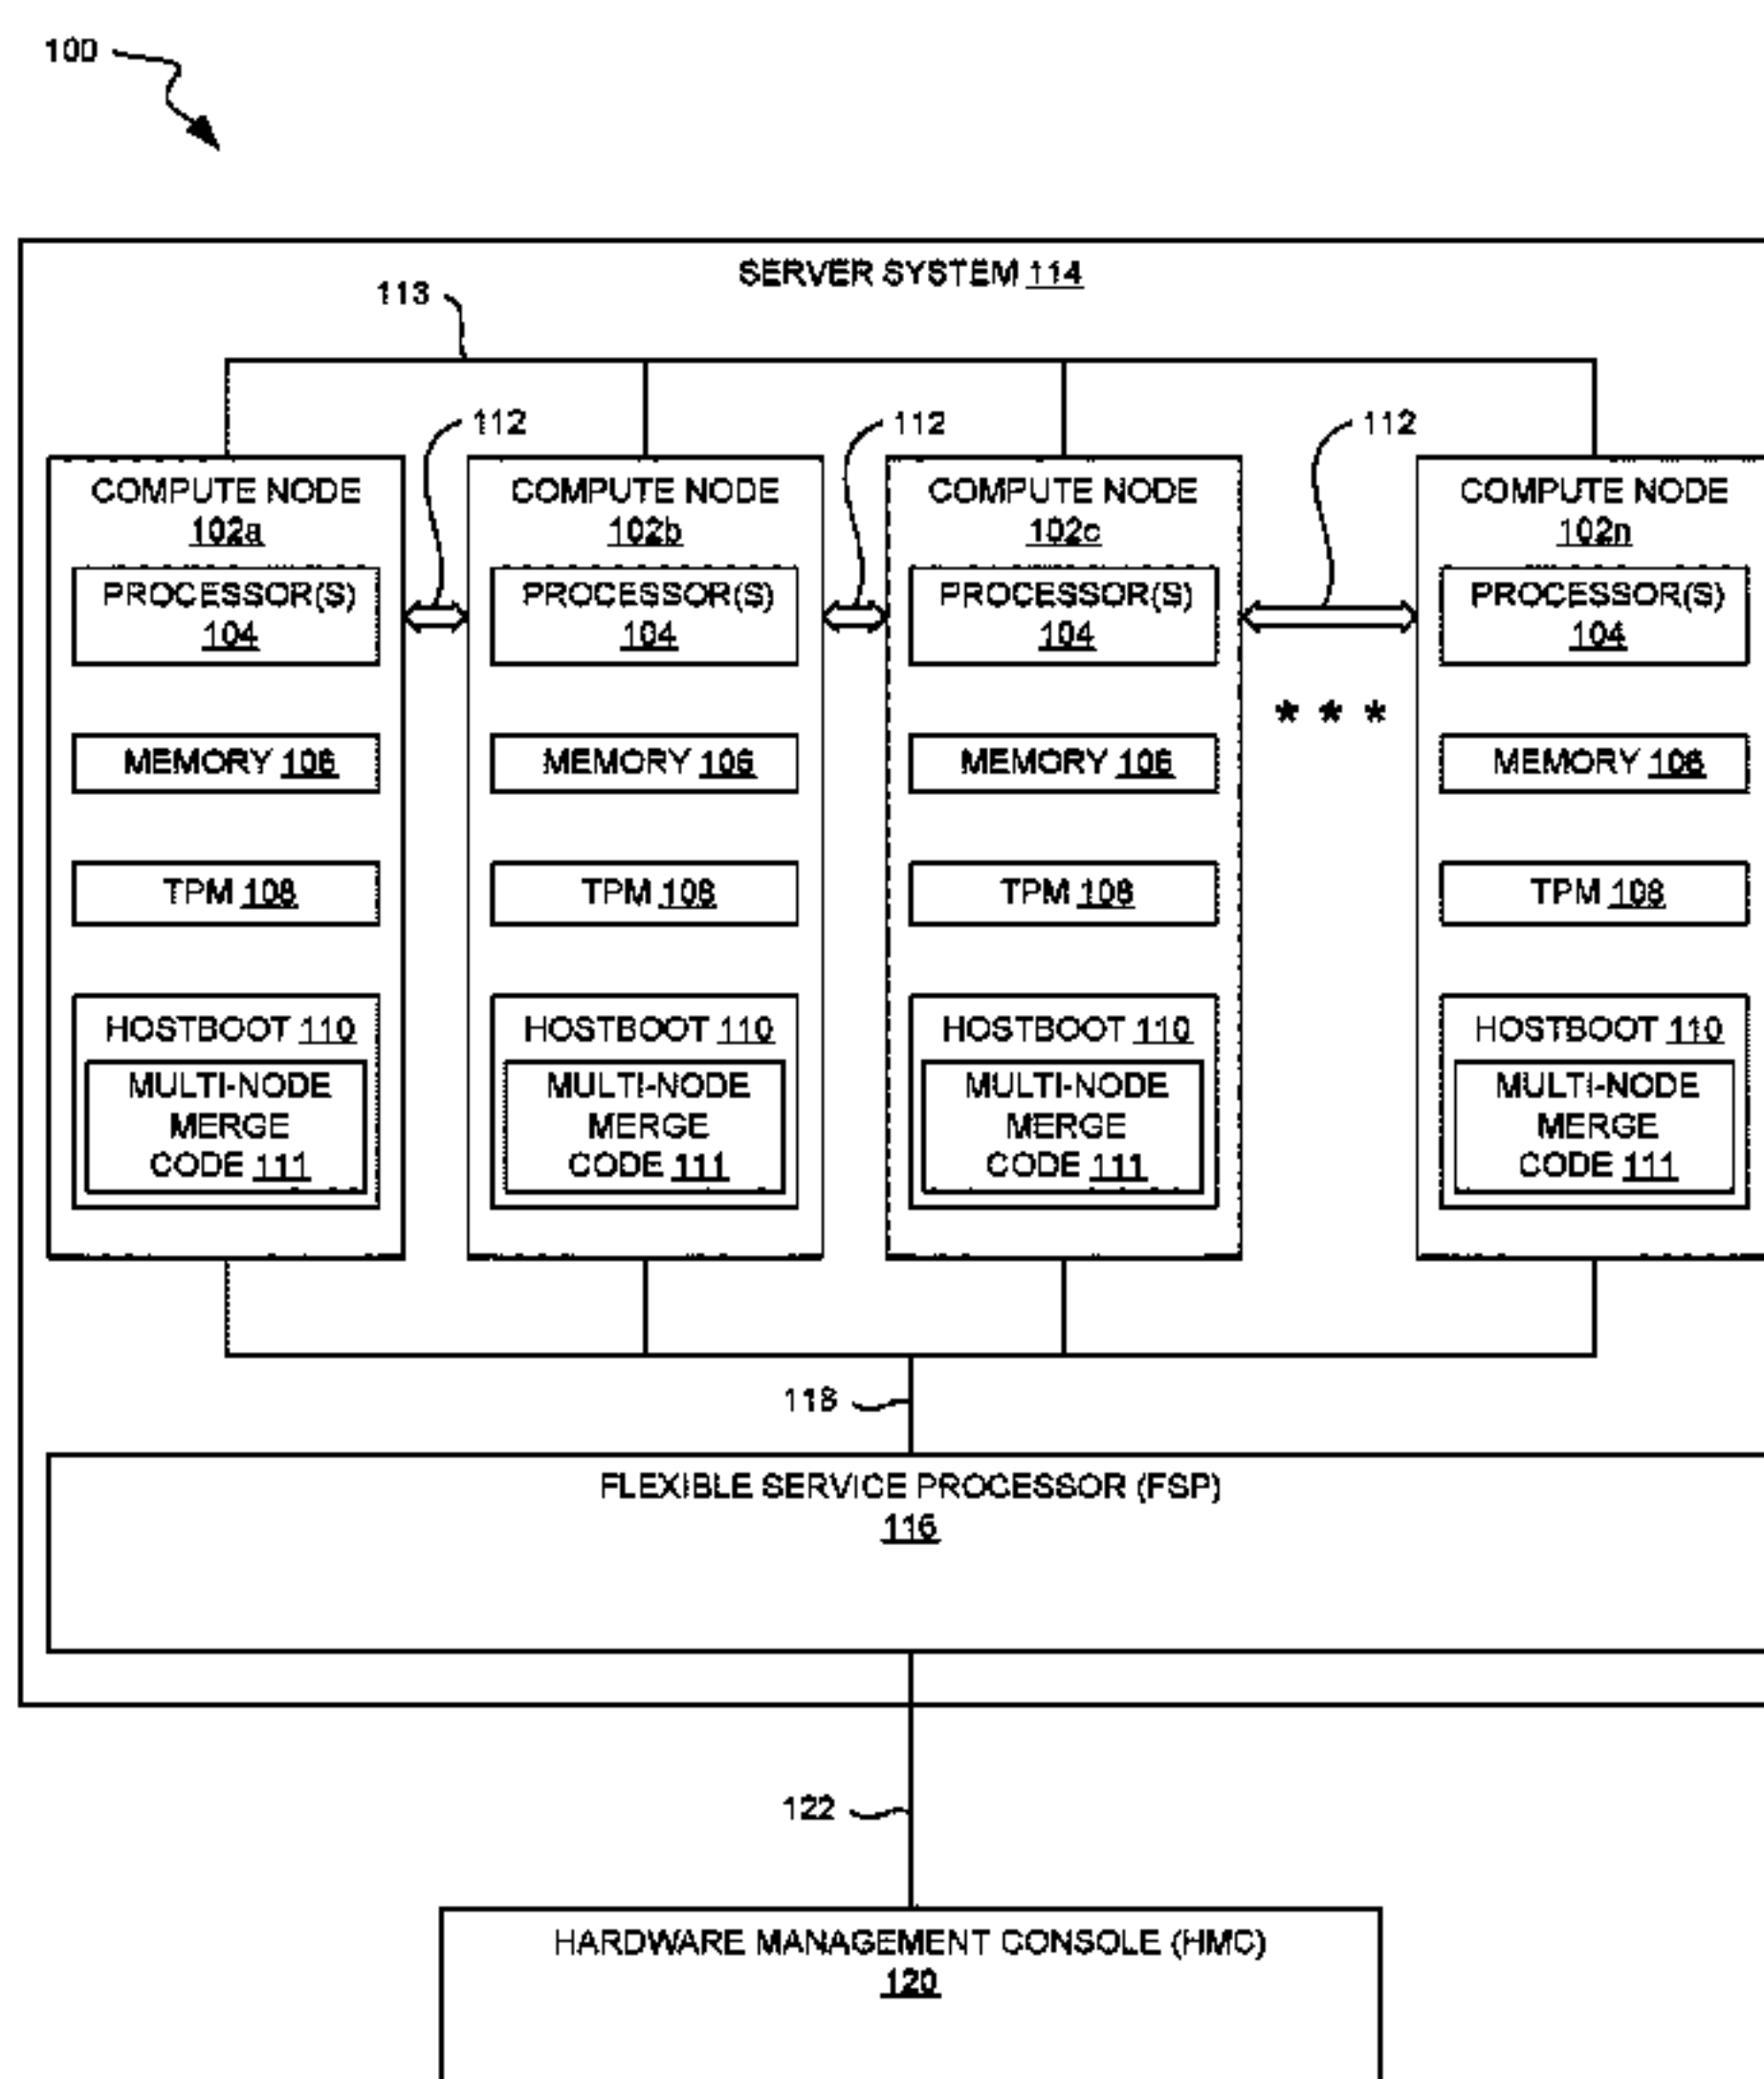 100
SERVER SYSTEM 114
113
112
112
112
COMPUTE NODE
102a
PROCESSOR(S)
104
MEMORY 106
TPM 108
HOSTBOOT 110
MULTI-NODE
MERGE
CODE 111
COMPUTE NODE
102b
PROCESSOR(S)
104
MEMORY 106
TPM 108
HOSTBOOT 110
MULTI-NODE
MERGE
CODE 111
COMPUTE NODE
102c
PROCESSOR(S)
104
MEMORY 106
TPM 108
HOSTBOOT 110
MULTI-NODE
MERGE
CODE 111
* * *
COMPUTE NODE
102n
PROCESSOR(S)
104
MEMORY 106
TPM 108
HOSTBOOT 110
MULTI-NODE
MERGE
CODE 111
118
FLEXIBLE SERVICE PROCESSOR (FSP)
116
122
HARDWARE MANAGEMENT CONSOLE (HMC)
120